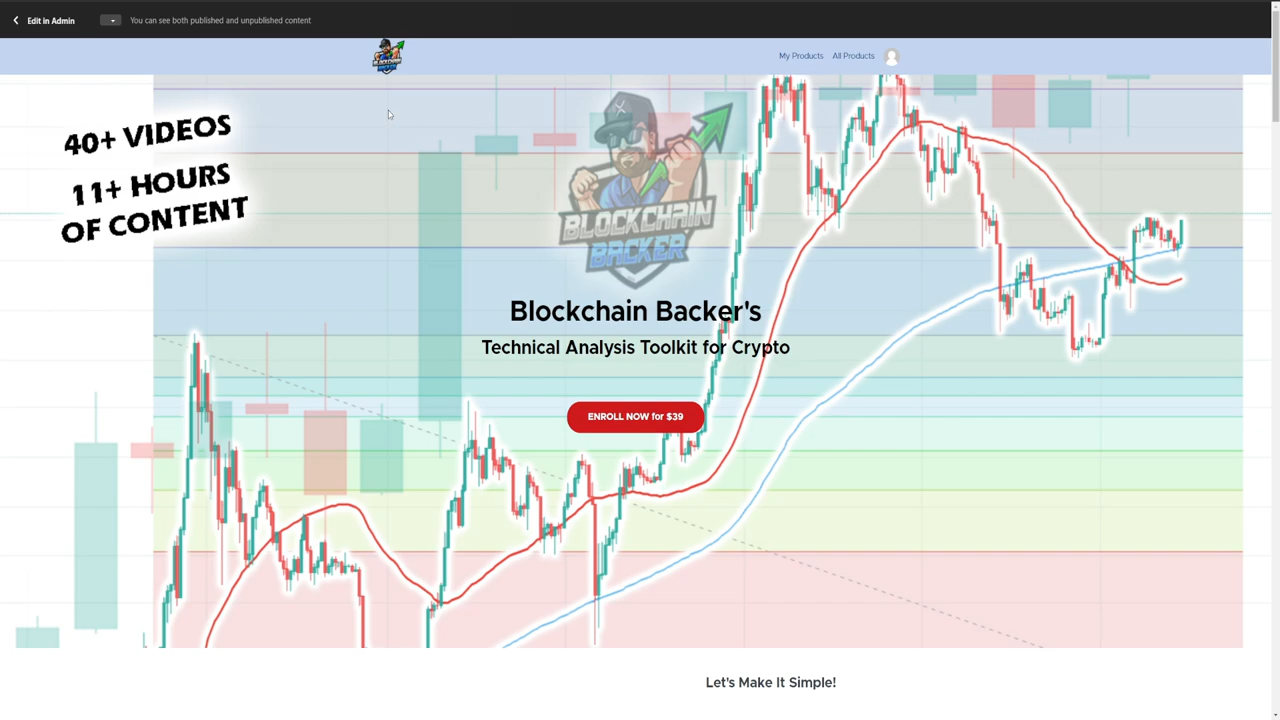 Edit in Admin
You can see both published and unpublished content
BLOCKCHAIN
BACKER
My Products
All Products
40+ VIDEOS
11+ HOURS
OF CONTENT
BLOCKCHAIN
BACKER
Blockchain Backer's
Technical Analysis Toolkit for Crypto
ENROLL NOW for $39
Let's Make It Simple!